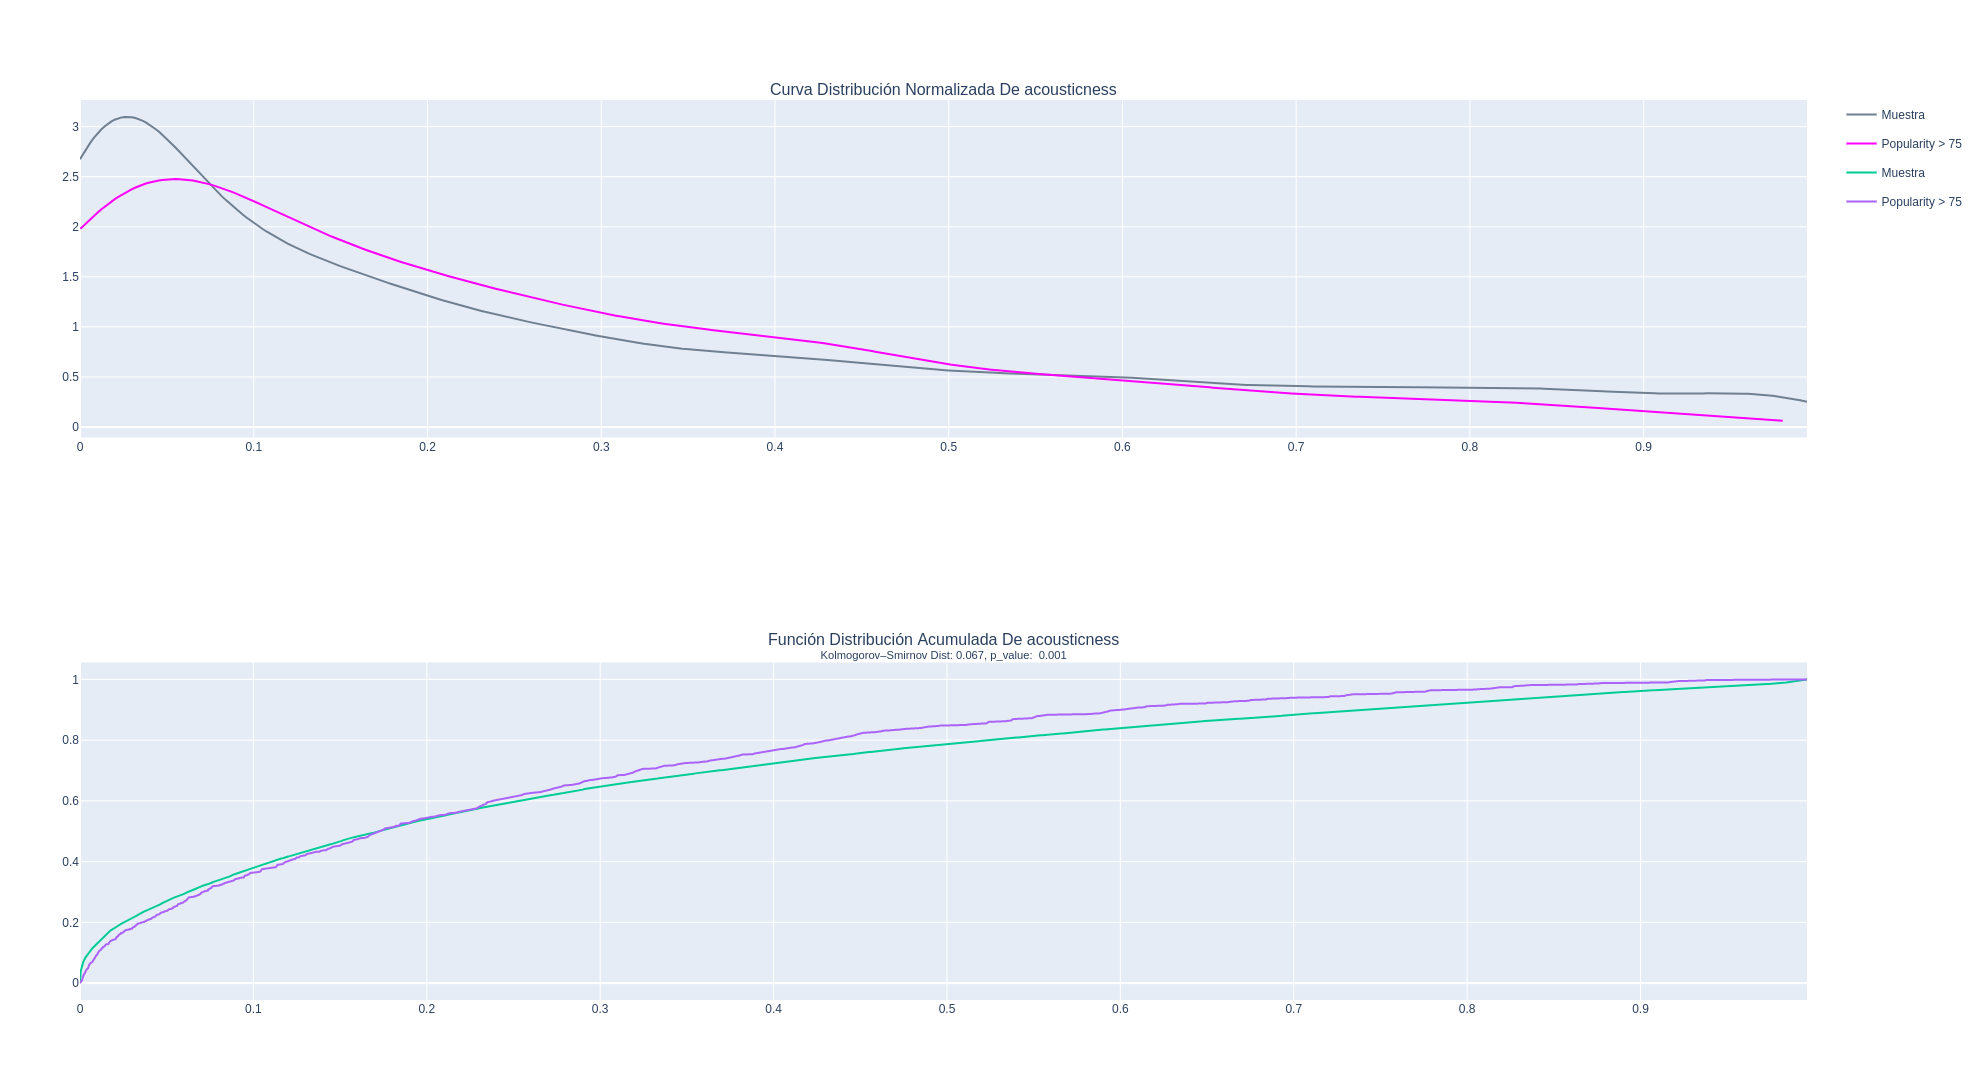 Curva Distribución Normalizada De acousticness
3
2.5
2
1.5
1
0.5
0
0 0.1 0.2 0.3 0.4 0.5 0.6 0.7 0.8 0.9
Muestra
Popularity > 75
Muestra
Popularity > 75
Función Distribución Acumulada De acousticness
Kolmogorov–Smirnov Dist: 0.067, p_value:  0.001
1
0.8
0.6
0.4
0.2
0
0 0.1 0.2 0.3 0.4 0.5 0.6 0.7 0.8 0.9